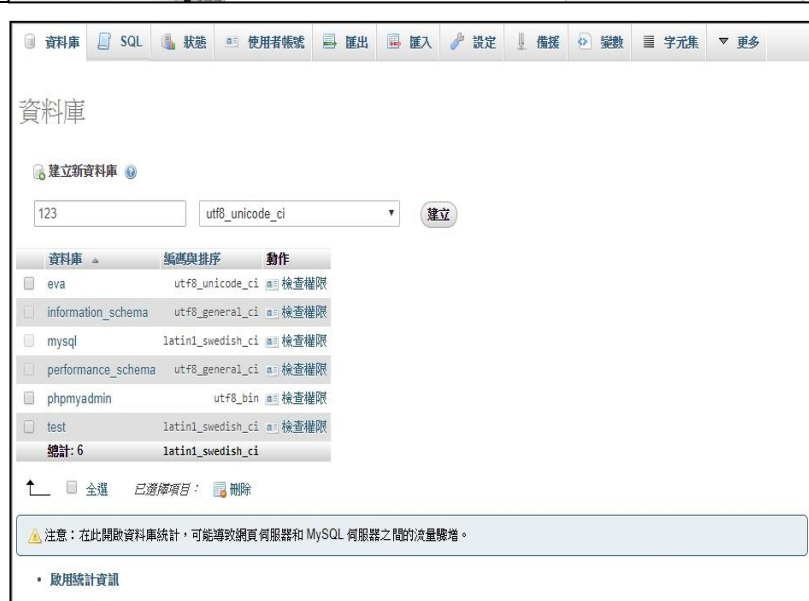 資料庫 SQL 狀態 使用者帳號 匯出 匯入 設定 備援 變數 字元集 更多
資料庫
建立新資料庫
123 utf8_unicode_ci 建立
資料庫 編碼與排序 動作
eva utf8_unicode_ci 檢查權限
information_schema utf8_general_ci 檢查權限
mysql latin1_swedish_ci 檢查權限
performance_schema utf8_general_ci 檢查權限
phpmyadmin utf8_bin 檢查權限
test latin1_swedish_ci 檢查權限
總計: 6 latin1_swedish_ci
全選 已選擇項目： 刪除
注意：在此開啟資料庫統計，可能導致網頁伺服器和 MySQL 伺服器之間的流量驟增。
• 啟用統計資訊